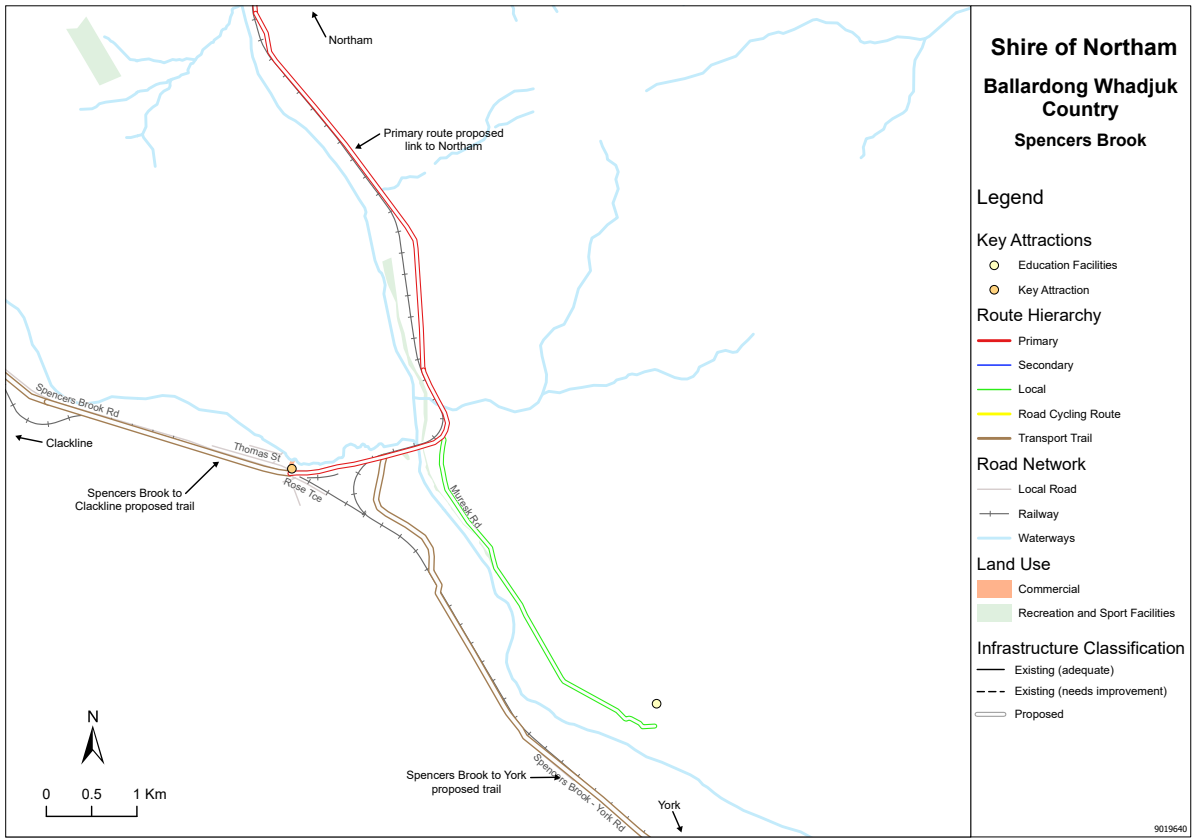 Northam
Primary route proposed
link to Northam
Spencers Brook Rd
Clackline
Thomas St
Rose Tce
Spencers Brook to
Clackline proposed trail
Muresk Rd
Spencers Brook to York
proposed trail
Spencers Brook - York Rd
York
N
0 0.5 1 Km
Shire of Northam
Ballardong Whadjuk
Country
Spencers Brook
Legend
Key Attractions
Education Facilities
Key Attraction
Route Hierarchy
Primary
Secondary
Local
Road Cycling Route
Transport Trail
Road Network
Local Road
Railway
Waterways
Land Use
Commercial
Recreation and Sport Facilities
Infrastructure Classification
Existing (adequate)
Existing (needs improvement)
Proposed
9019640